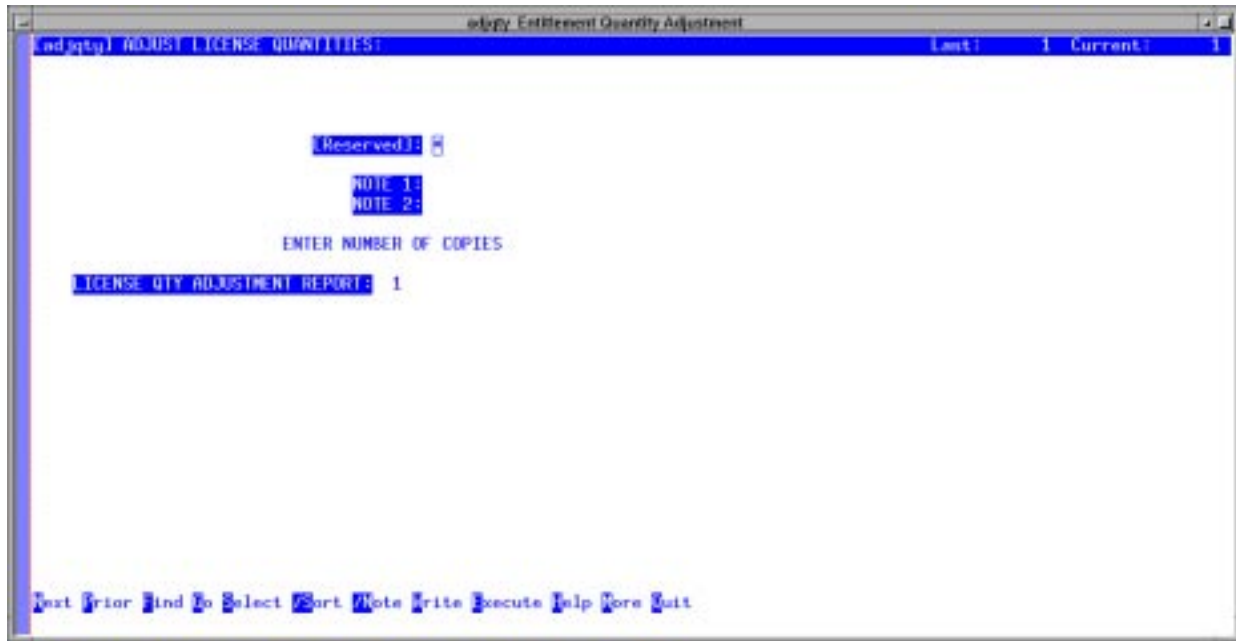 adjqty Entitlement Quantity Adjustment
[adjqty] ADJUST LICENSE QUANTITIES: Last: 1 Current: 1
[Reserved]: *
NOTE 1:
NOTE 2:
ENTER NUMBER OF COPIES
LICENSE QTY ADJUSTMENT REPORT: 1
Next Prior Find Do Select /Sort /Note Write Execute Help More Quit